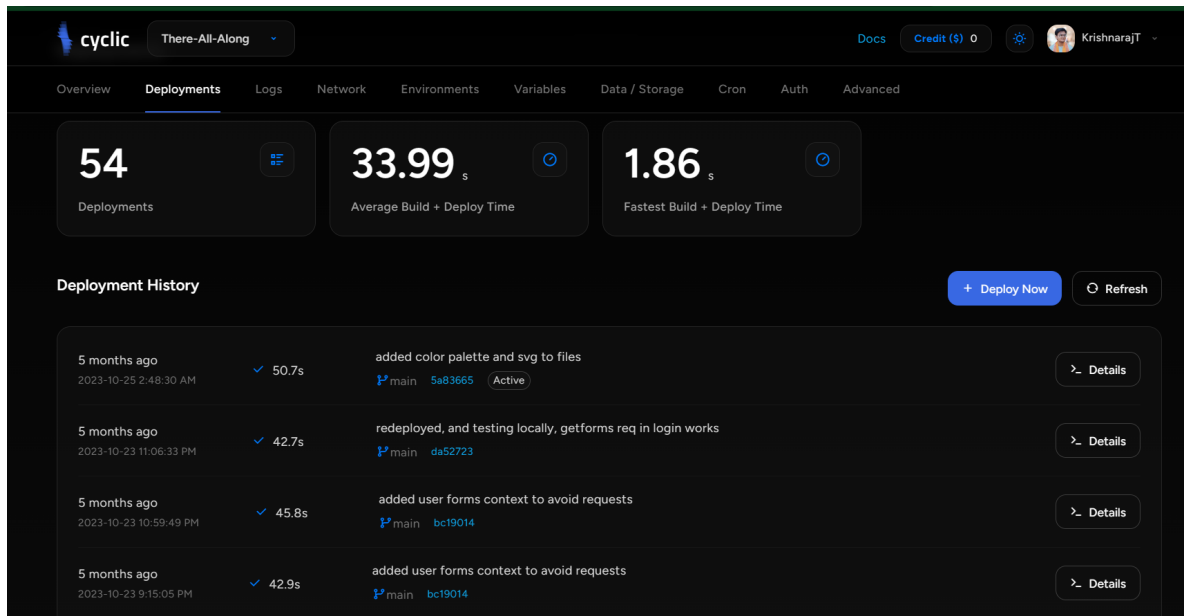 cyclic
There-All-Along
Docs
Credit ($) 0
KrishnarajT
Overview Deployments Logs Network Environments Variables Data / Storage Cron Auth Advanced
54
Deployments
33.99 s
Average Build + Deploy Time
1.86 s
Fastest Build + Deploy Time
Deployment History
+ Deploy Now
Refresh
5 months ago
2023-10-25 2:48:30 AM
50.7s
added color palette and svg to files
main 5a83665 Active
Details
5 months ago
2023-10-23 11:06:33 PM
42.7s
redeployed, and testing locally, getforms req in login works
main da52723
Details
5 months ago
2023-10-23 10:59:49 PM
45.8s
added user forms context to avoid requests
main bc19014
Details
5 months ago
2023-10-23 9:15:05 PM
42.9s
added user forms context to avoid requests
main bc19014
Details